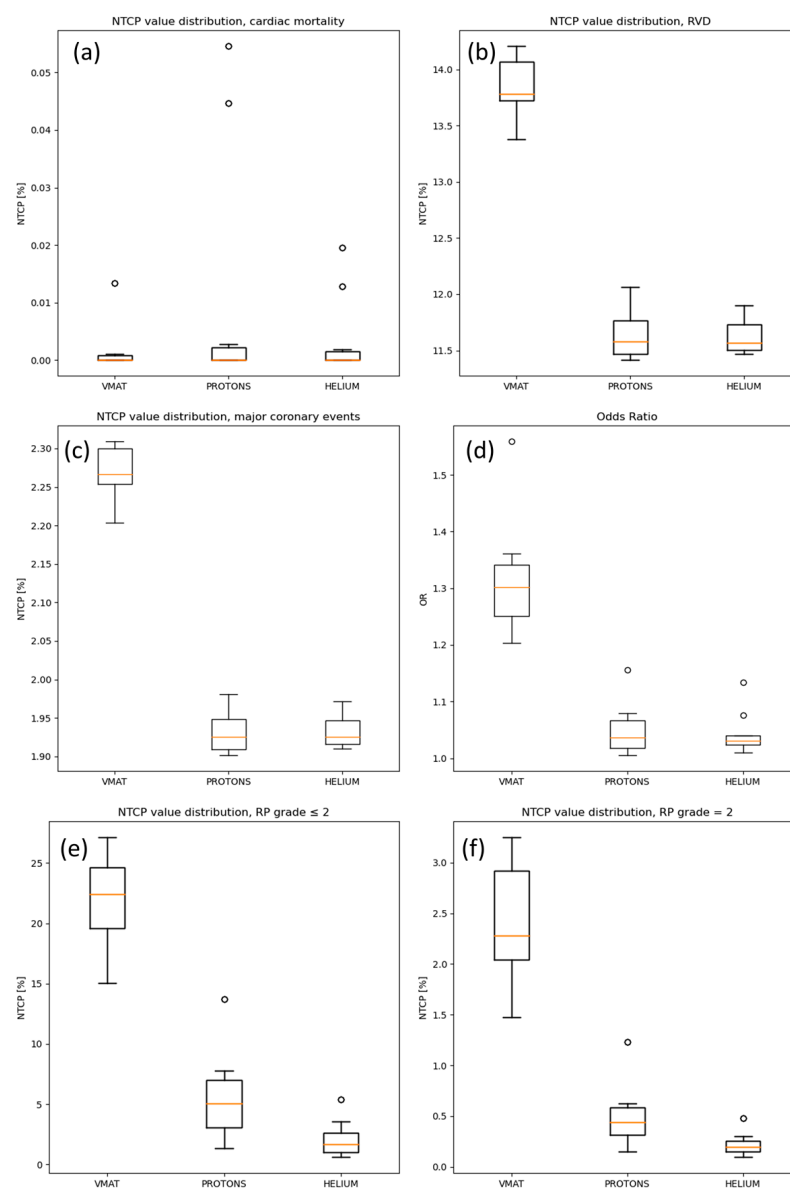 NTCP value distribution, cardiac mortality
(a)
0.05
0.04
0.03
0.02
0.01
0.00
NTCP [%]
VMAT PROTONS HELIUM
NTCP value distribution, RVD
(b)
14.0
13.5
13.0
12.5
12.0
11.5
NTCP [%]
VMAT PROTONS HELIUM
NTCP value distribution, major coronary events
(c)
2.30
2.25
2.20
2.15
2.10
2.05
2.00
1.95
1.90
NTCP [%]
VMAT PROTONS HELIUM
Odds Ratio
(d)
1.5
1.4
1.3
1.2
1.1
1.0
OR
VMAT PROTONS HELIUM
NTCP value distribution, RP grade ≤ 2
(e)
25
20
15
10
5
0
NTCP [%]
VMAT PROTONS HELIUM
NTCP value distribution, RP grade = 2
(f)
3.0
2.5
2.0
1.5
1.0
0.5
0.0
NTCP [%]
VMAT PROTONS HELIUM